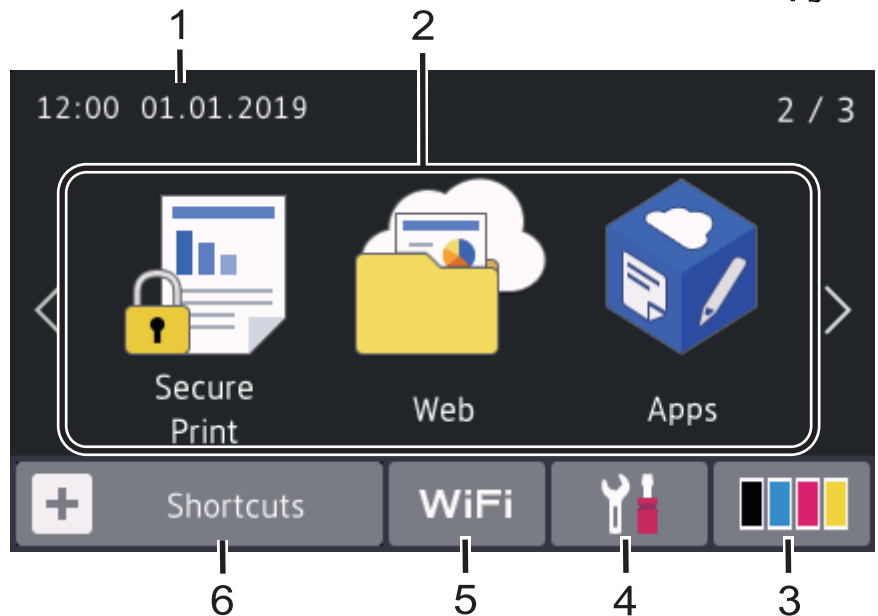 1 2
12:00 01.01.2019 2 / 3
Secure
Print
Web
Apps
Shortcuts
WiFi
6 5 4 3